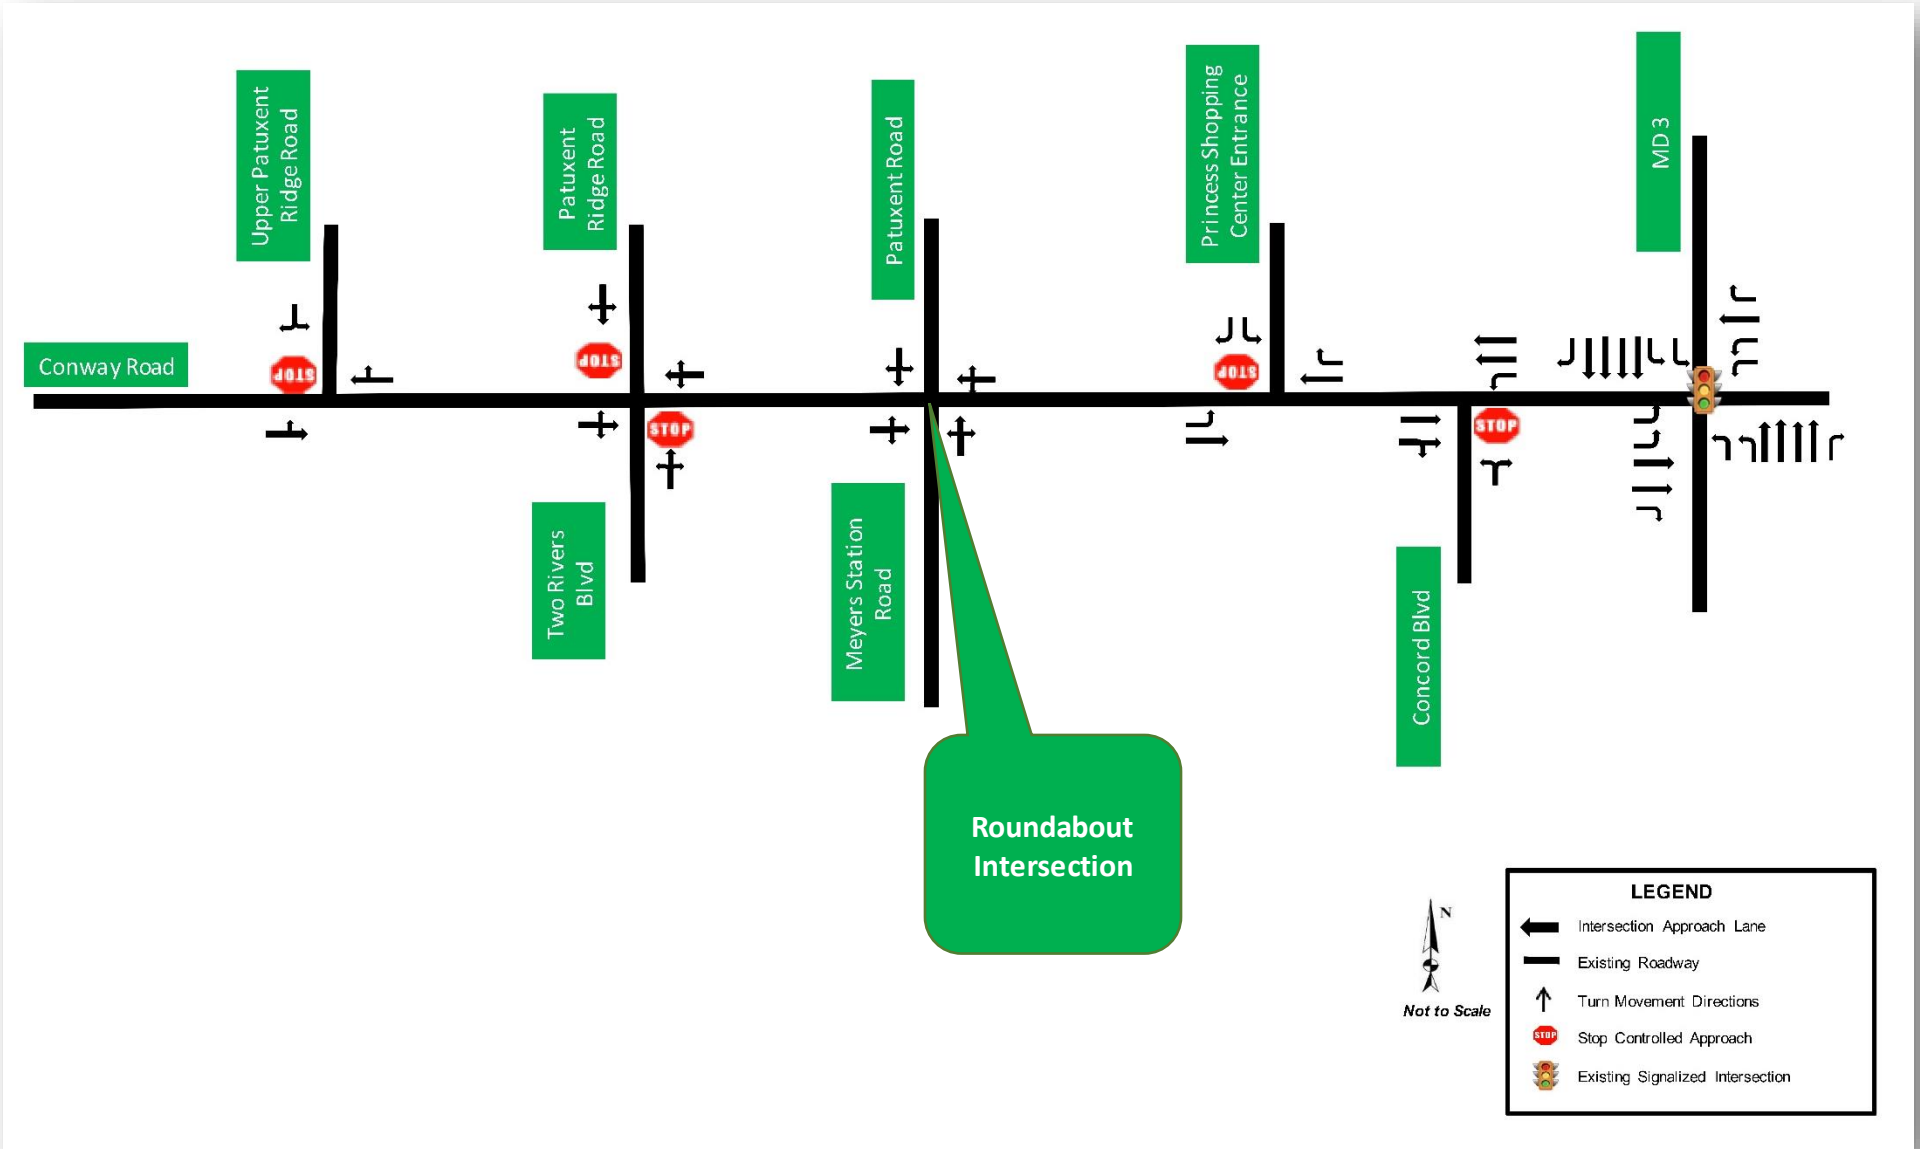 Upper Patuxent
Ridge Road
Patuxent
Ridge Road
Patuxent Road
Princess Shopping
Center Entrance
MD 3
Conway Road
STOP
STOP
STOP
STOP
STOP
Two Rivers
Blvd
Meyers Station
Road
Concord Blvd
Roundabout
Intersection
N
Not to Scale
LEGEND
Intersection Approach Lane
Existing Roadway
Turn Movement Directions
STOP
Stop Controlled Approach
Existing Signalized Intersection